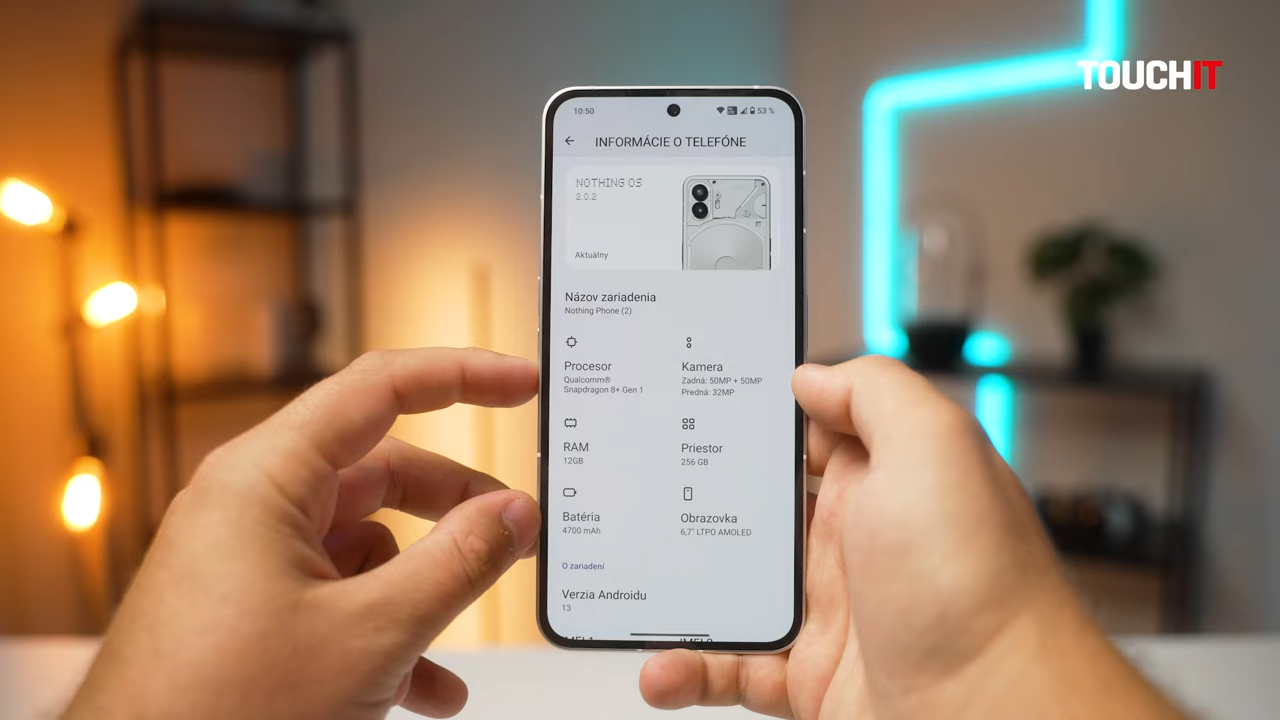 TOUCHIT
10:50
53 %
INFORMÁCIE O TELEFÓNE
NOTHING OS
2.0.2
Aktuálny
Názov zariadenia
Nothing Phone (2)
Procesor
Qualcomm®
Snapdragon 8+ Gen 1
Kamera
Zadná: 50MP + 50MP
Predná: 32MP
RAM
12GB
Priestor
256 GB
Batéria
4700 mAh
Obrazovka
6,7" LTPO AMOLED
O zariadení
Verzia Androidu
13